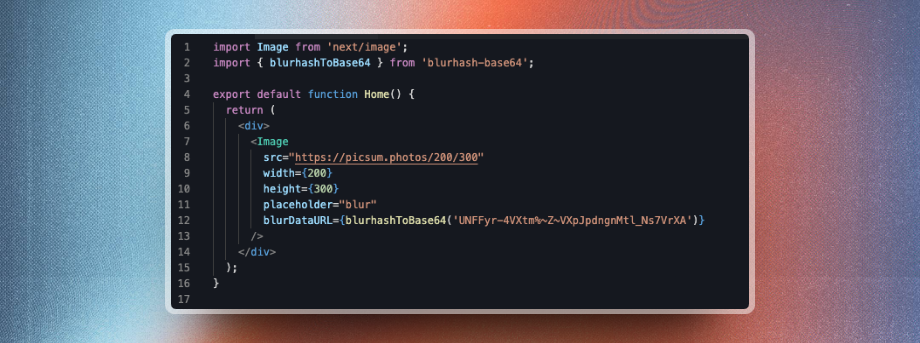 1 import Image from 'next/image';
2 import { blurhashToBase64 } from 'blurhash-base64';
3
4 export default function Home() {
5 return (
6 <div>
7 <Image
8 src="https://picsum.photos/200/300"
9 width={200}
10 height={300}
11 placeholder="blur"
12 blurDataURL={blurhashToBase64('UNFFyr-4VXtm%~Z~VXpJpdngnMtl_Ns7VrXA')}
13 />
14 </div>
15 );
16 }
17